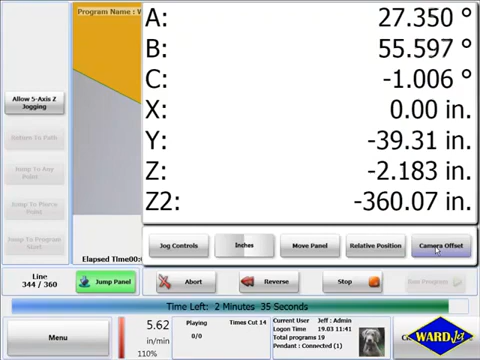 Program Name : V
A: 27.350 °
B: 55.597 °
C: -1.006 °
X: 0.00 in.
Y: -39.31 in.
Z: -2.183 in.
Z2: -360.07 in.
Allow 5-Axis Z
Jogging
Return To Path
Jump To Any
Point
Jump To Pierce
Point
Jump To Program
Start
Jog Controls
Inches
Move Panel
Relative Position
Camera Offset
Elapsed Time00:0
Line
344 / 360
Jump Panel
Abort
Reverse
Stop
Run Program
Time Left: 2 Minutes 35 Seconds
Menu
5.62
in/min
110%
Playing
0/0
Times Cut 14
Current User Jeff : Admin
Logon Time 19.03 11:41
Total programs 19
Pendant : Connected (1)
WARDJet